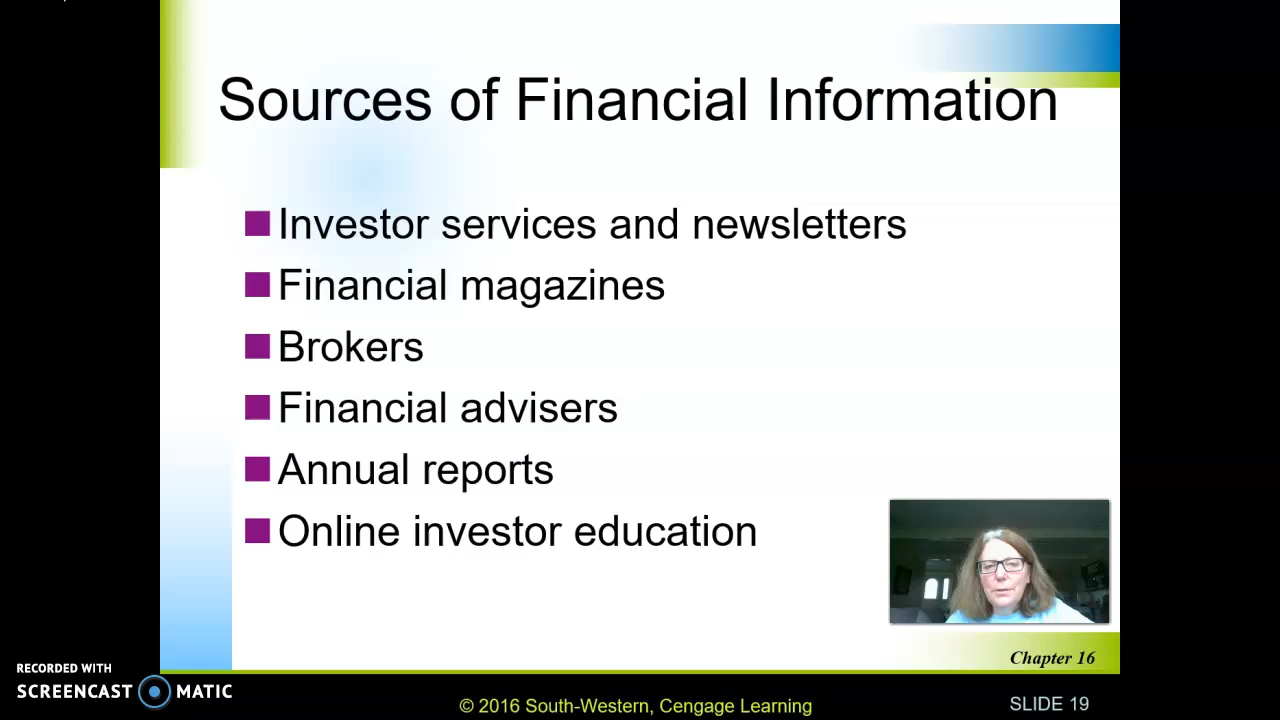 Sources of Financial Information
Investor services and newsletters
Financial magazines
Brokers
Financial advisers
Annual reports
Online investor education
Chapter 16
RECORDED WITH
SCREENCAST MATIC
© 2016 South-Western, Cengage Learning
SLIDE 19